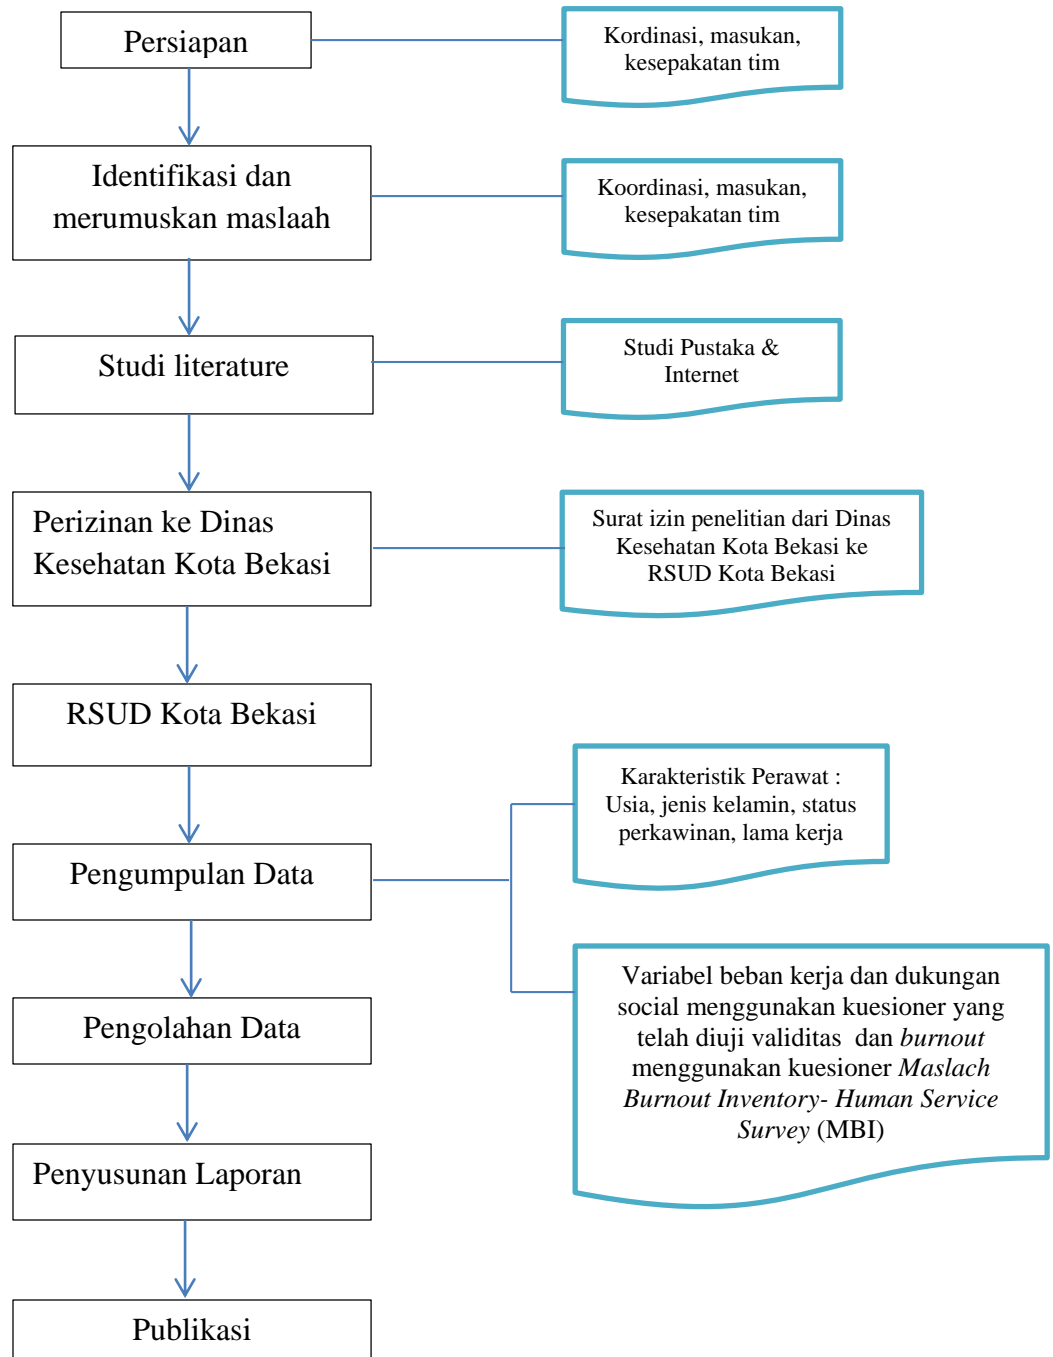 Persiapan
Kordinasi, masukan,
kesepakatan tim
Identifikasi dan
merumuskan maslaah
Koordinasi, masukan,
kesepakatan tim
Studi literature
Studi Pustaka &
Internet
Perizinan ke Dinas
Kesehatan Kota Bekasi
Surat izin penelitian dari Dinas
Kesehatan Kota Bekasi ke
RSUD Kota Bekasi
RSUD Kota Bekasi
Karakteristik Perawat :
Usia, jenis kelamin, status
perkawinan, lama kerja
Pengumpulan Data
Variabel beban kerja dan dukungan
social menggunakan kuesioner yang
telah diuji validitas dan burnout
menggunakan kuesioner Maslach
Burnout Inventory- Human Service
Survey (MBI)
Pengolahan Data
Penyusunan Laporan
Publikasi